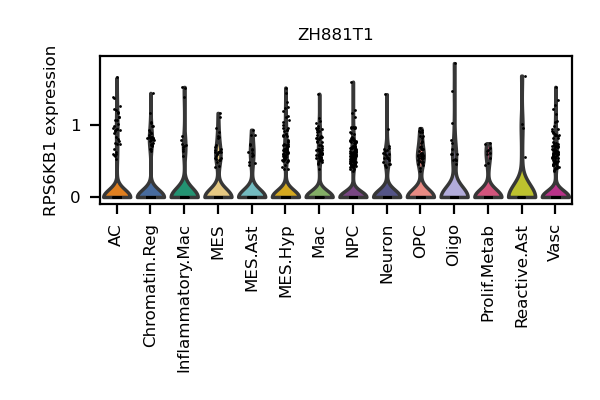 ZH881T1
RPS6KB1 expression
1
0
AC
Chromatin.Reg
Inflammatory.Mac
MES
MES.Ast
MES.Hyp
Mac
NPC
Neuron
OPC
Oligo
Prolif.Metab
Reactive.Ast
Vasc